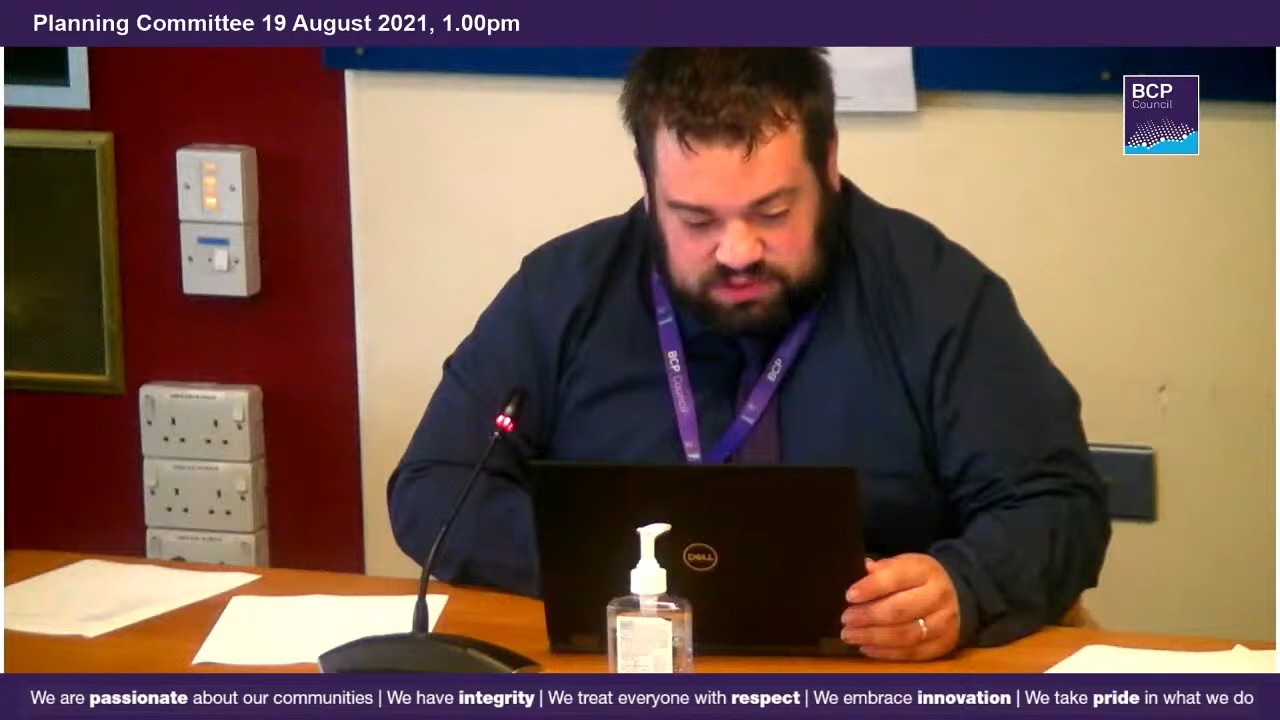 Planning Committee 19 August 2021, 1.00pm
BCP
Council
BCP Council
BCP
DELL
We are passionate about our communities | We have integrity | We treat everyone with respect | We embrace innovation | We take pride in what we do